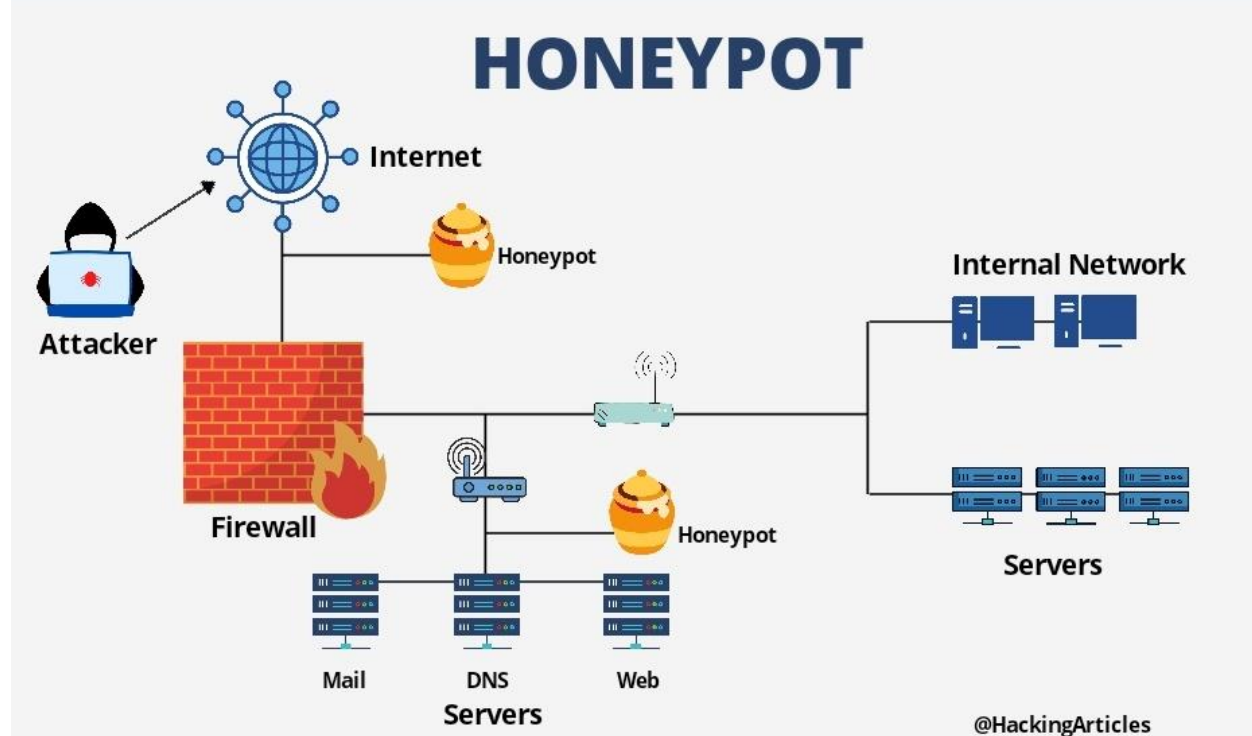 HONEYPOT
Internet
Honeypot
Attacker
Internal Network
Firewall
Honeypot
Servers
Mail
DNS
Web
Servers
@HackingArticles